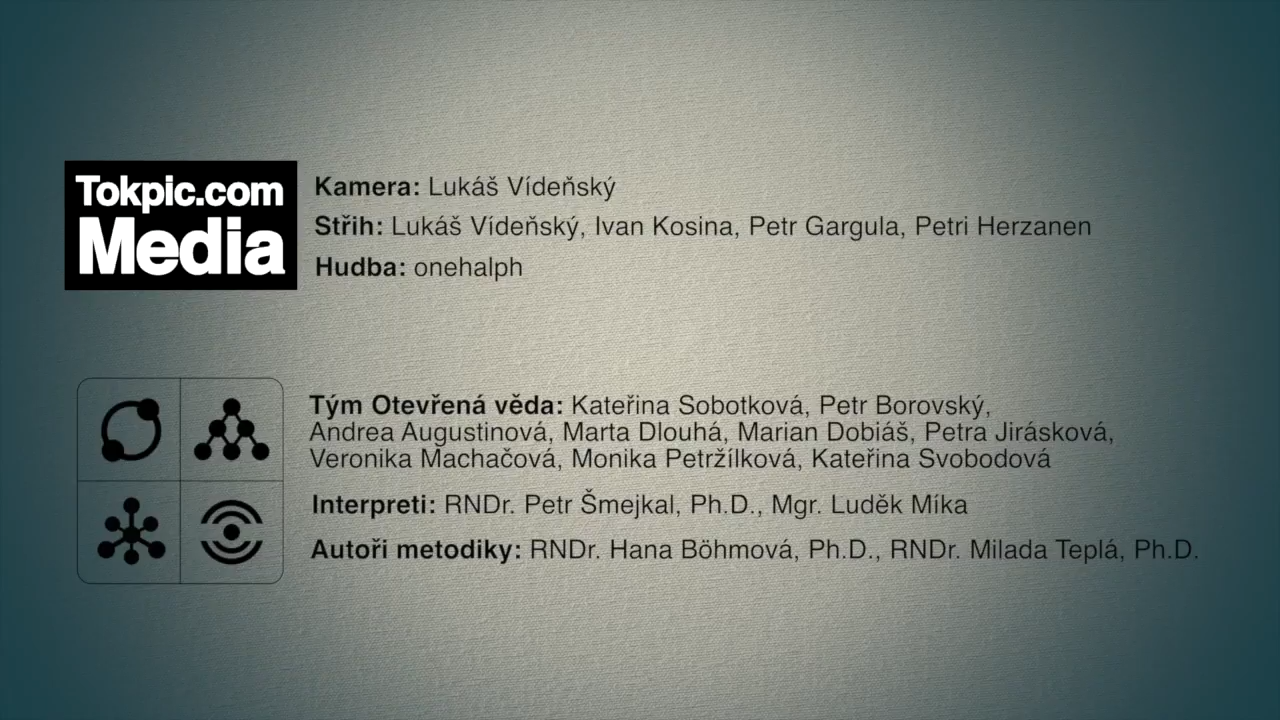 Tokpic.com
Media
Kamera: Lukáš Vídeňský
Střih: Lukáš Vídeňský, Ivan Kosina, Petr Gargula, Petri Herzanen
Hudba: onehalph
Tým Otevřená věda: Kateřina Sobotková, Petr Borovský,
Andrea Augustinová, Marta Dlouhá, Marian Dobiáš, Petra Jirásková,
Veronika Machačová, Monika Petržílková, Kateřina Svobodová
Interpreti: RNDr. Petr Šmejkal, Ph.D., Mgr. Luděk Míka
Autoři metodiky: RNDr. Hana Böhmová, Ph.D., RNDr. Milada Teplá, Ph.D.